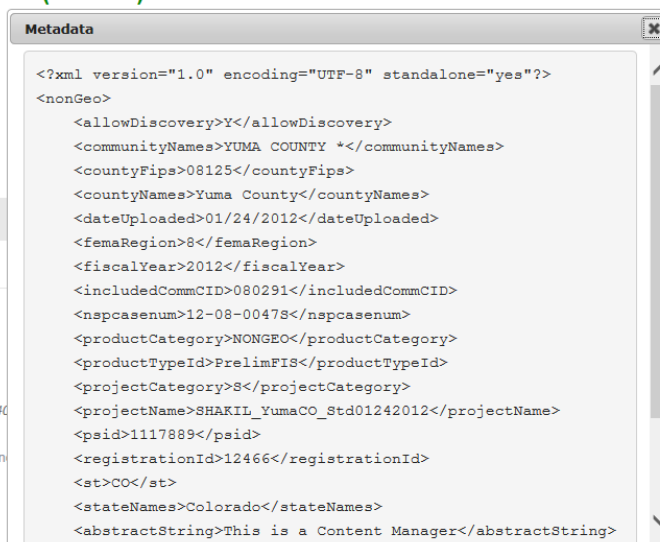 Metadata
<?xml version="1.0" encoding="UTF-8" standalone="yes"?>
<nonGeo>
<allowDiscovery>Y</allowDiscovery>
<communityNames>YUMA COUNTY *</communityNames>
<countyFips>08125</countyFips>
<countyNames>Yuma County</countyNames>
<dateUploaded>01/24/2012</dateUploaded>
<femaRegion>8</femaRegion>
<fiscalYear>2012</fiscalYear>
<includedCommCID>080291</includedCommCID>
<nspcasenum>12-08-0047S</nspcasenum>
<productCategory>NONGEO</productCategory>
<productTypeId>PrelimFIS</productTypeId>
<projectCategory>S</projectCategory>
<projectName>SHAKIL_YumaCO_Std01242012</projectName>
<psid>1117889</psid>
<registrationId>12466</registrationId>
<st>CO</st>
<stateNames>Colorado</stateNames>
<abstractString>This is a Content Manager</abstractString>